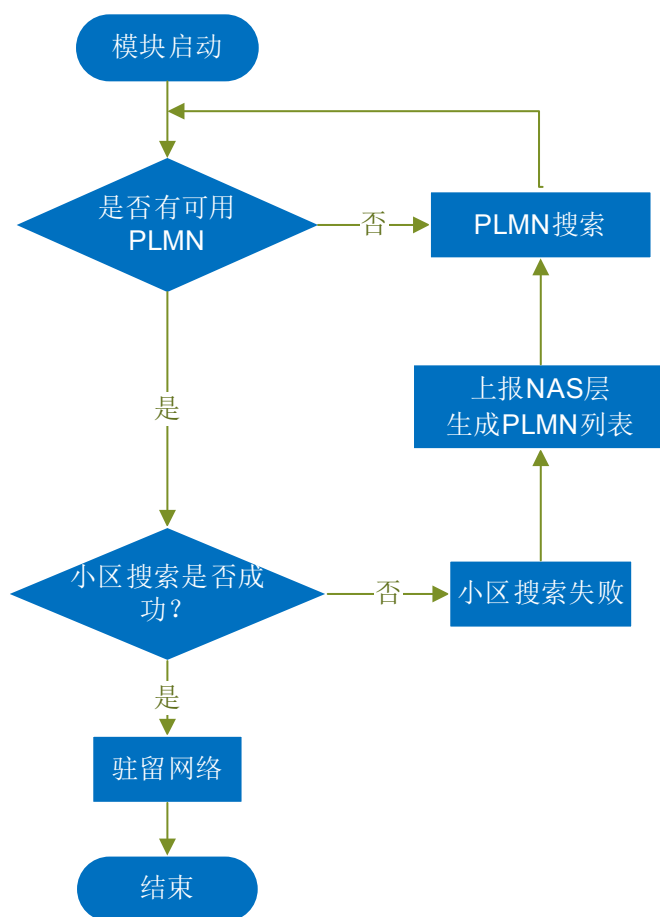 模块启动
是否有可用
PLMN
否
PLMN搜索
上报NAS层
生成PLMN列表
是
小区搜索是否成
功?
否
小区搜索失败
是
驻留网络
结束